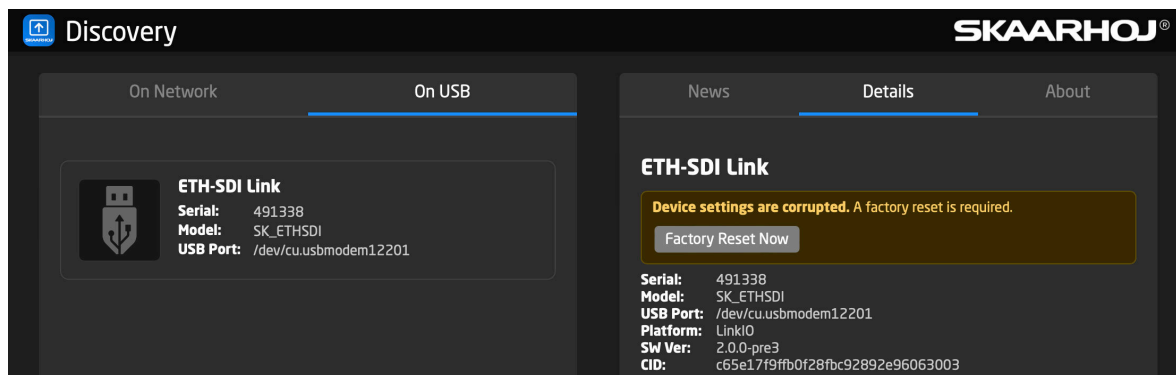 Discovery
SKAARHOJ®
On Network
On USB
ETH-SDI Link
Serial: 491338
Model: SK_ETHSDI
USB Port: /dev/cu.usbmodem12201
News
Details
About
ETH-SDI Link
Device settings are corrupted. A factory reset is required.
Factory Reset Now
Serial: 491338
Model: SK_ETHSDI
USB Port: /dev/cu.usbmodem12201
Platform: LinkIO
SW Ver: 2.0.0-pre3
CID: c65e17f9ffb0f28fbc92892e96063003